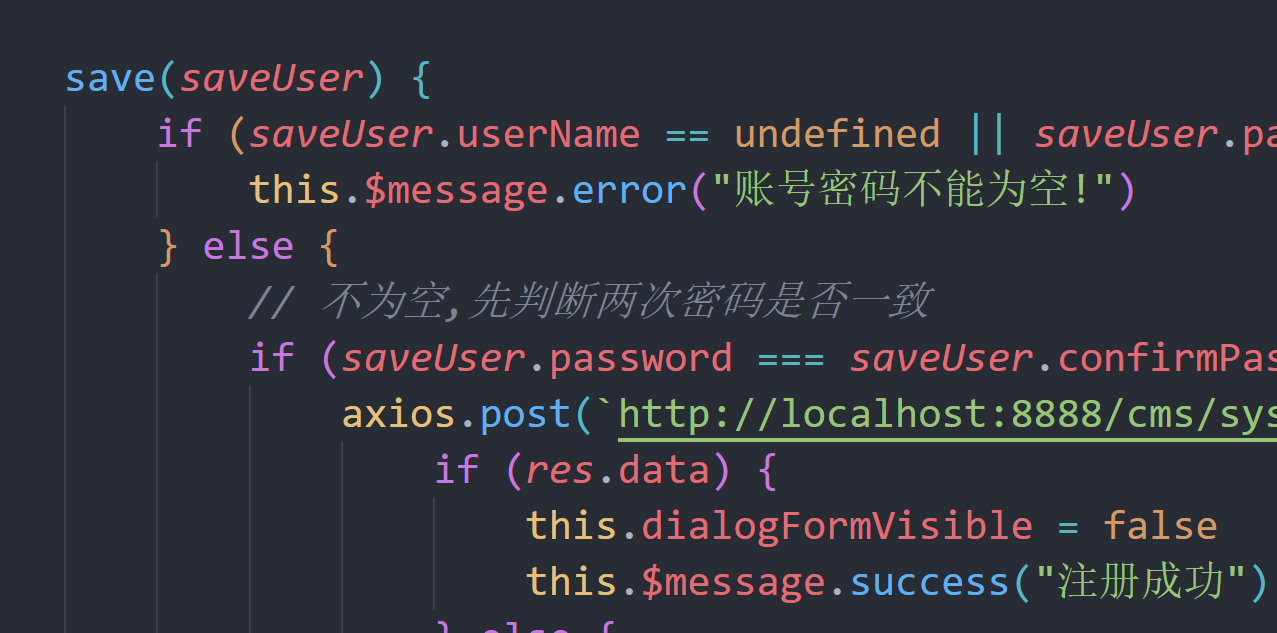 save(saveUser) {
if (saveUser.userName == undefined || saveUser.pa
this.$message.error("账号密码不能为空!")
} else {
// 不为空,先判断两次密码是否一致
if (saveUser.password === saveUser.confirmPas
axios.post(`http://localhost:8888/cms/sys
if (res.data) {
this.dialogFormVisible = false
this.$message.success("注册成功")
} else {